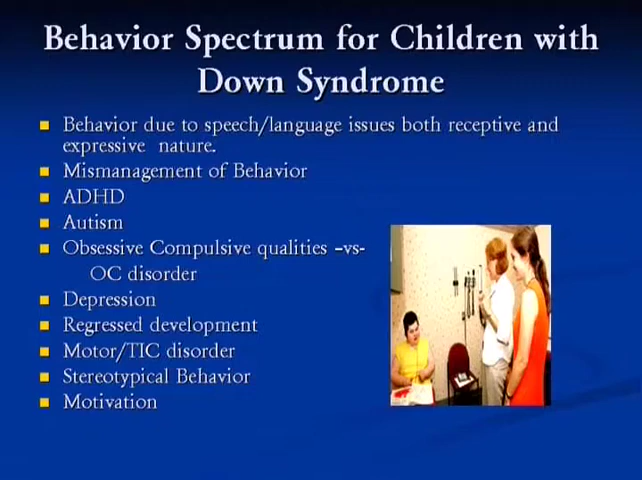 Behavior Spectrum for Children with
Down Syndrome
Behavior due to speech/language issues both receptive and
expressive nature.
Mismanagement of Behavior
ADHD
Autism
Obsessive Compulsive qualities –vs-
OC disorder
Depression
Regressed development
Motor/TIC disorder
Stereotypical Behavior
Motivation